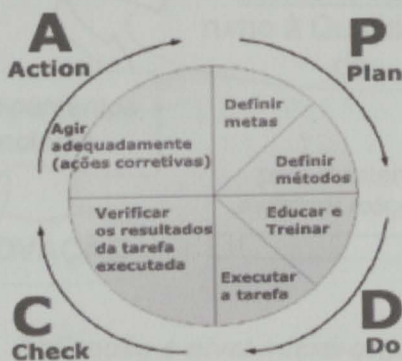 A
Action
P
Plan
Definir
metas
Agir
adequadamente
(ações corretivas)
Definir
métodos
Verificar
os resultados
da tarefa
executada
Educar e
Treinar
Executar
a tarefa
C
Check
D
Do